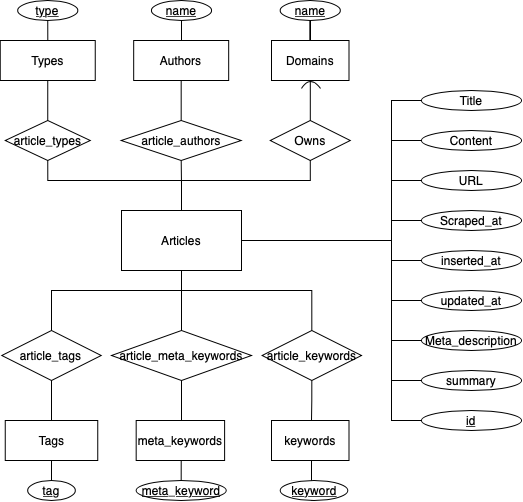 type
name
name
Types
Authors
Domains
Title
article_types
article_authors
Owns
Content
URL
Scraped_at
Articles
inserted_at
updated_at
article_tags
article_meta_keywords
article_keywords
Meta_description
summary
id
Tags
meta_keywords
keywords
tag
meta_keyword
keyword